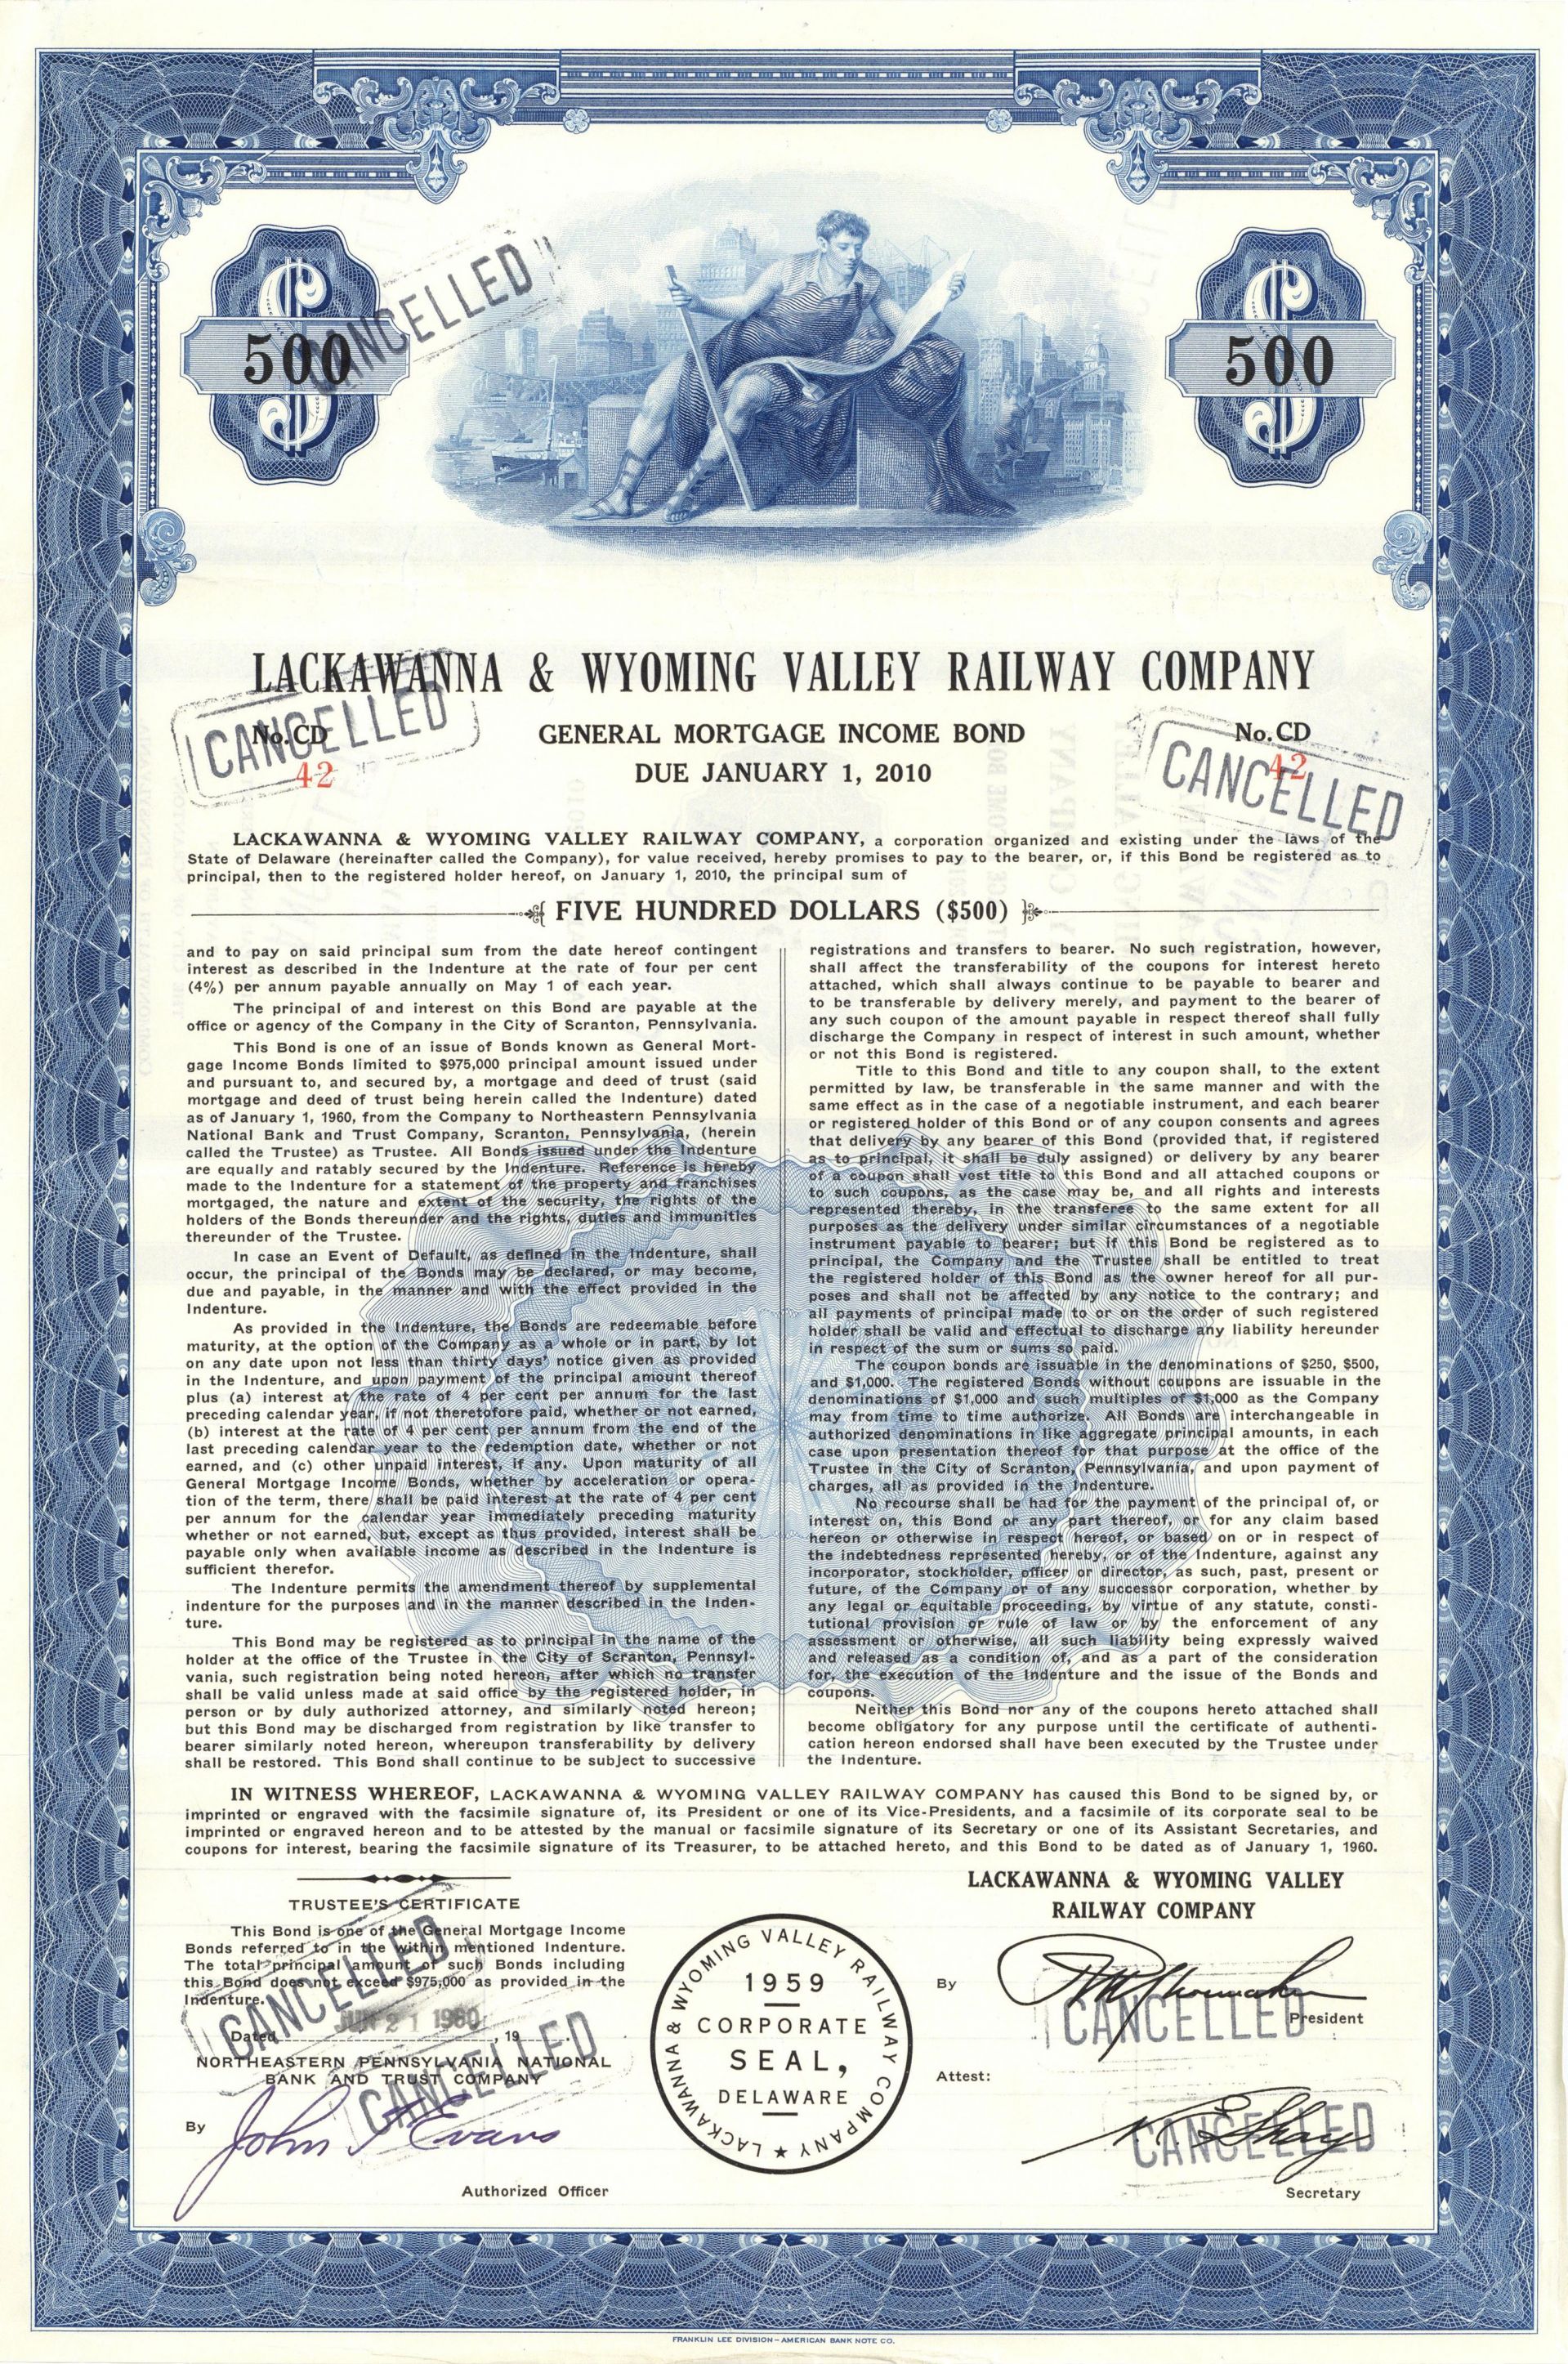 CANCELLED
500
500
LACKAWANNA & WYOMING VALLEY RAILWAY COMPANY
CANCELLED
No. CD
42
GENERAL MORTGAGE INCOME BOND
DUE JANUARY 1, 2010
No. CD
42
CANCELLED
LACKAWANNA & WYOMING VALLEY RAILWAY COMPANY, a corporation organized and existing under the laws of the
State of Delaware (hereinafter called the Company), for value received, hereby promises to pay to the bearer, or, if this Bond be registered as to
principal, then to the registered holder hereof, on January 1, 2010, the principal sum of
FIVE HUNDRED DOLLARS ($500)
and to pay on said principal sum from the date hereof contingent
interest as described in the Indenture at the rate of four per cent
(4%) per annum payable annually on May 1 of each year.
The principal of and interest on this Bond are payable at the
office or agency of the Company in the City of Scranton, Pennsylvania.
This Bond is one of an issue of Bonds known as General Mort-
gage Income Bonds limited to $975,000 principal amount issued under
and pursuant to, and secured by, a mortgage and deed of trust (said
mortgage and deed of trust being herein called the Indenture) dated
as of January 1, 1960, from the Company to Northeastern Pennsylvania
National Bank and Trust Company, Scranton, Pennsylvania, (herein
called the Trustee) as Trustee. All Bonds issued under the Indenture
are equally and ratably secured by the Indenture. Reference is hereby
made to the Indenture for a statement of the property and franchises
mortgaged, the nature and extent of the security, the rights of the
holders of the Bonds thereunder and the rights, duties and immunities
thereunder of the Trustee.
In case an Event of Default, as defined in the Indenture, shall
occur, the principal of the Bonds may be declared, or may become,
due and payable, in the manner and with the effect provided in the
Indenture.
As provided in the Indenture, the Bonds are redeemable before
maturity, at the option of the Company as a whole or in part, by lot
on any date upon not less than thirty days' notice given as provided
in the Indenture, and upon payment of the principal amount thereof
plus (a) interest at the rate of 4 per cent per annum for the last
preceding calendar year, if not theretofore paid, whether or not earned,
(b) interest at the rate of 4 per cent per annum from the end of the
last preceding calendar year to the redemption date, whether or not
earned, and (c) other unpaid interest, if any. Upon maturity of all
General Mortgage Income Bonds, whether by acceleration or opera-
tion of the term, there shall be paid interest at the rate of 4 per cent
per annum for the calendar year immediately preceding maturity
whether or not earned, but, except as thus provided, interest shall be
payable only when available income as described in the Indenture is
sufficient therefor.
The Indenture permits the amendment thereof by supplemental
indenture for the purposes and in the manner described in the Inden-
ture.
This Bond may be registered as to principal in the name of the
holder at the office of the Trustee in the City of Scranton, Pennsyl-
vania, such registration being noted hereon, after which no transfer
shall be valid unless made at said office by the registered holder, in
person or by duly authorized attorney, and similarly noted hereon;
but this Bond may be discharged from registration by like transfer to
bearer similarly noted hereon, whereupon transferability by delivery
shall be restored. This Bond shall continue to be subject to successive
registrations and transfers to bearer. No such registration, however,
shall affect the transferability of the coupons for interest hereto
attached, which shall always continue to be payable to bearer and
to be transferable by delivery merely, and payment to the bearer of
any such coupon of the amount payable in respect thereof shall fully
discharge the Company in respect of interest in such amount, whether
or not this Bond is registered.
Title to this Bond and title to any coupon shall, to the extent
permitted by law, be transferable in the same manner and with the
same effect as in the case of a negotiable instrument, and each bearer
or registered holder of this Bond or of any coupon consents and agrees
that delivery by any bearer of this Bond (provided that, if registered
as to principal, it shall be duly assigned) or delivery by any bearer
of a coupon shall vest title to this Bond and all attached coupons or
to such coupons, as the case may be, and all rights and interests
represented thereby, in the transferee to the same extent for all
purposes as the delivery under similar circumstances of a negotiable
instrument payable to bearer; but if this Bond be registered as to
principal, the Company and the Trustee shall be entitled to treat
the registered holder of this Bond as the owner hereof for all pur-
poses and shall not be affected by any notice to the contrary; and
all payments of principal made to or on the order of such registered
holder shall be valid and effectual to discharge any liability hereunder
in respect of the sum or sums so paid.
The coupon bonds are issuable in the denominations of $250, $500,
and $1,000. The registered Bonds without coupons are issuable in the
denominations of $1,000 and such multiples of $1,000 as the Company
may from time to time authorize. All Bonds are interchangeable in
authorized denominations in like aggregate principal amounts, in each
case upon presentation thereof for that purpose at the office of the
Trustee in the City of Scranton, Pennsylvania, and upon payment of
charges, all as provided in the Indenture.
No recourse shall be had for the payment of the principal of, or
interest on, this Bond or any part thereof, or for any claim based
hereon or otherwise in respect hereof, or based on or in respect of
the indebtedness represented hereby, or of the Indenture, against any
incorporator, stockholder, officer or director, as such, past, present or
future, of the Company or of any successor corporation, whether by
any legal or equitable proceeding, by virtue of any statute, consti-
tutional provision or rule of law or by the enforcement of any
assessment or otherwise, all such liability being expressly waived
and released as a condition of, and as a part of the consideration
for, the execution of the Indenture and the issue of the Bonds and
coupons.
Neither this Bond nor any of the coupons hereto attached shall
become obligatory for any purpose until the certificate of authenti-
cation hereon endorsed shall have been executed by the Trustee under
the Indenture.
IN WITNESS WHEREOF, LACKAWANNA & WYOMING VALLEY RAILWAY COMPANY has caused this Bond to be signed by, or
imprinted or engraved with the facsimile signature of, its President or one of its Vice-Presidents, and a facsimile of its corporate seal to be
imprinted or engraved hereon and to be attested by the manual or facsimile signature of its Secretary or one of its Assistant Secretaries, and
coupons for interest, bearing the facsimile signature of its Treasurer, to be attached hereto, and this Bond to be dated as of January 1, 1960.
TRUSTEE'S CERTIFICATE
This Bond is one of the General Mortgage Income
Bonds referred to in the within mentioned Indenture.
The total principal amount of such Bonds including
this Bond does not exceed $975,000 as provided in the
Indenture.
CANCELLED
Dated JUN 21 1960, 19
NORTHEASTERN PENNSYLVANIA NATIONAL
BANK AND TRUST COMPANY
CANCELLED
By John Evans
Authorized Officer
LACKAWANNA & WYOMING VALLEY RAILWAY COMPANY
1959
CORPORATE
SEAL,
DELAWARE
LACKAWANNA & WYOMING VALLEY
RAILWAY COMPANY
By
CANCELLED
President
Attest:
CANCELLED
Secretary
FRANKLIN LEE DIVISION – AMERICAN BANK NOTE CO.